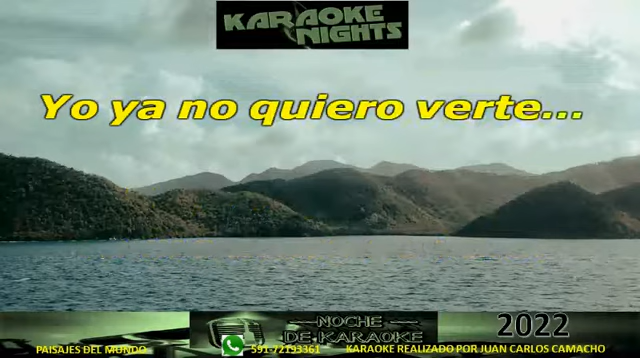 KARAOKE
NIGHTS
Yo ya no quiero verte...
NOCHE
DE KARAOKE
2022
PAISAJES DEL MUNDO
591-72193361
KARAOKE REALIZADO POR JUAN CARLOS CAMACHO